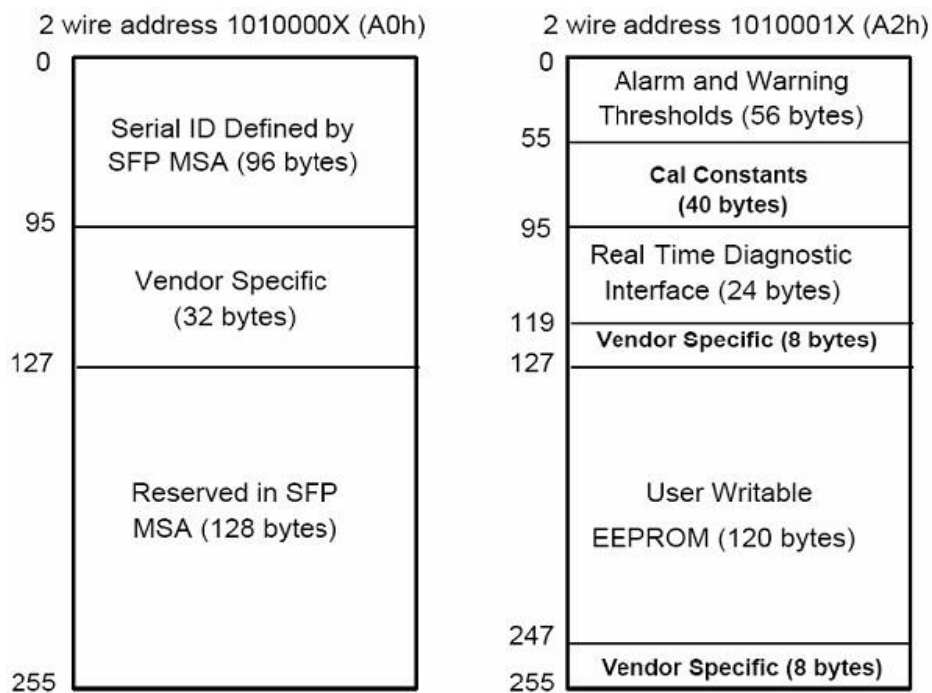 2 wire address 1010000X (A0h)
0
Serial ID Defined by
SFP MSA (96 bytes)
95
Vendor Specific
(32 bytes)
127
Reserved in SFP
MSA (128 bytes)
255
2 wire address 1010001X (A2h)
0
Alarm and Warning
Thresholds (56 bytes)
55
Cal Constants
(40 bytes)
95
Real Time Diagnostic
Interface (24 bytes)
119
Vendor Specific (8 bytes)
127
User Writable
EEPROM (120 bytes)
247
Vendor Specific (8 bytes)
255